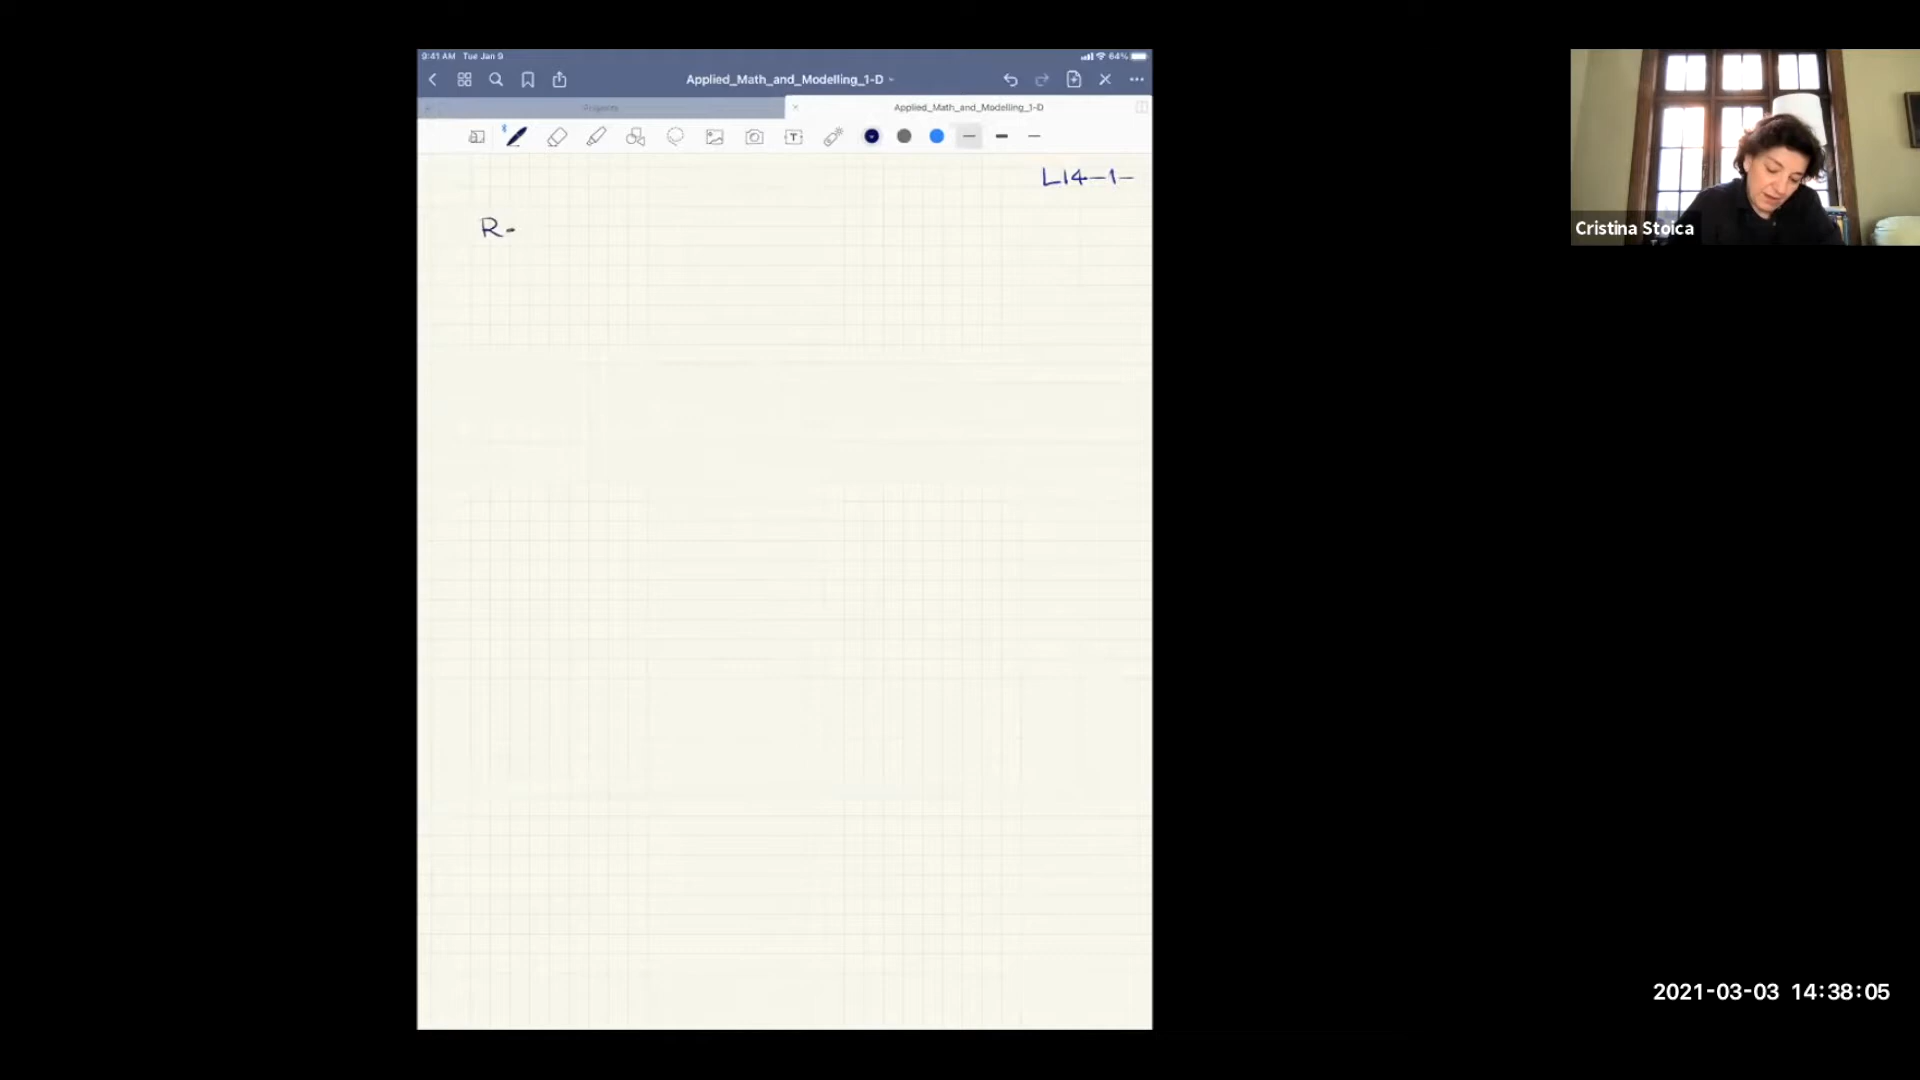 9:41 AM Tue Jan 9
64%
Applied_Math_and_Modelling_1-D
Projects
Applied_Math_and_Modelling_1-D
L14-1-
R-
Cristina Stoica
2021-03-03 14:38:05